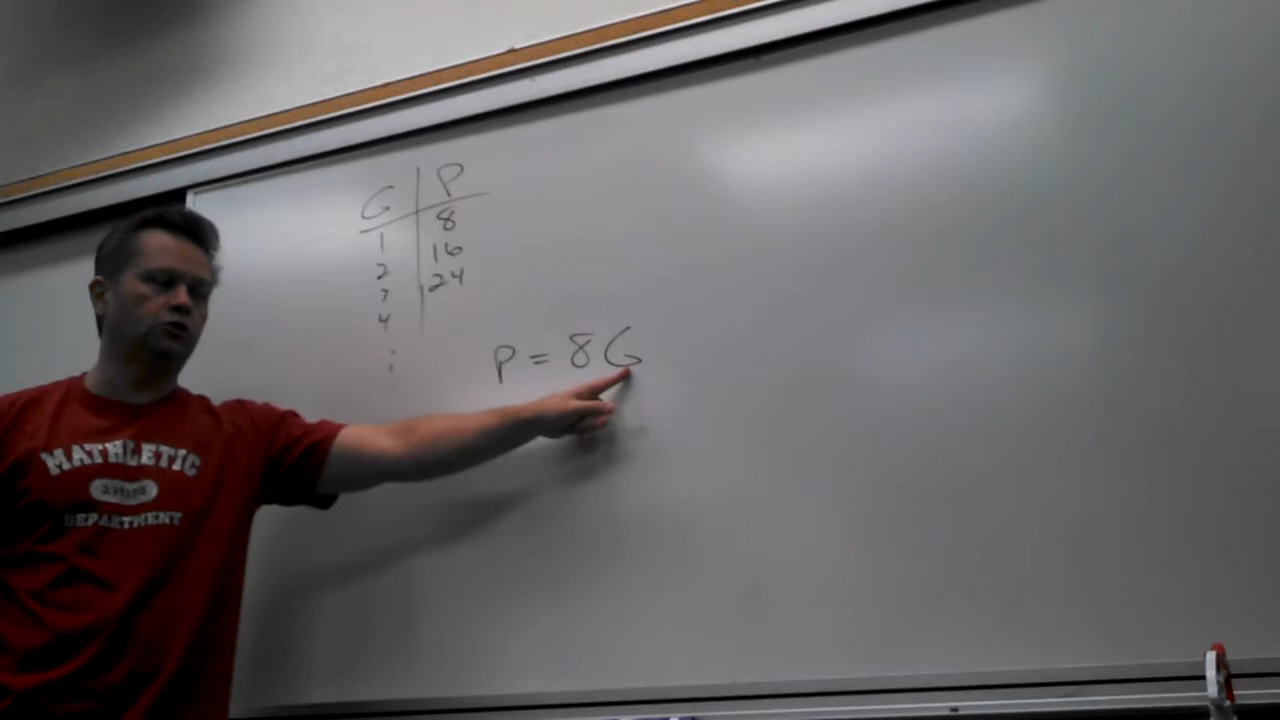 G P
8
1 16
2 24
3
4
P = 8G
MATHLETIC
DEPARTMENT